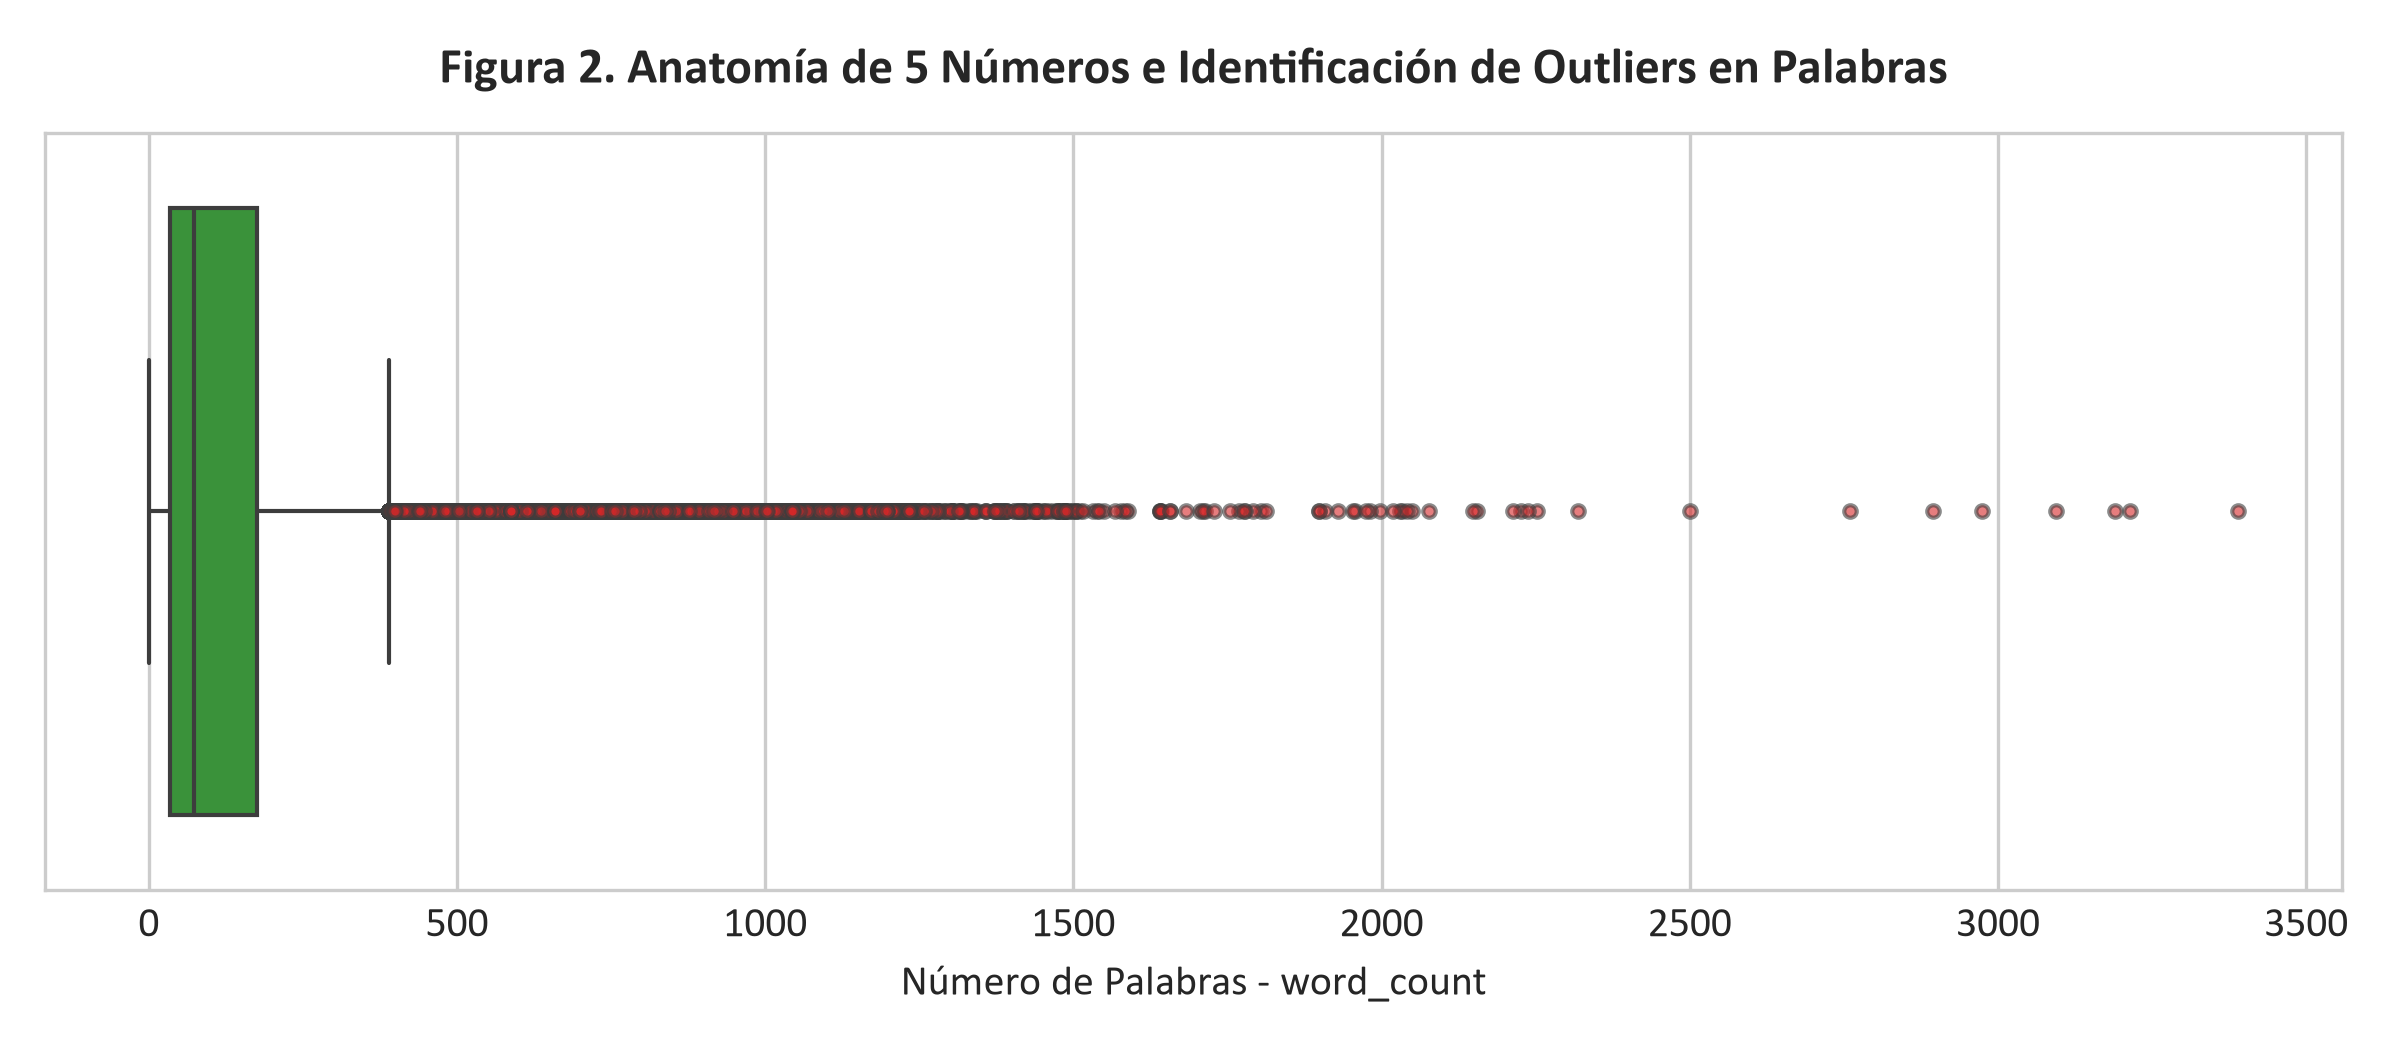 Figura 2. Anatomía de 5 Números e Identificación de Outliers en Palabras
0 500 1000 1500 2000 2500 3000 3500
Número de Palabras - word_count